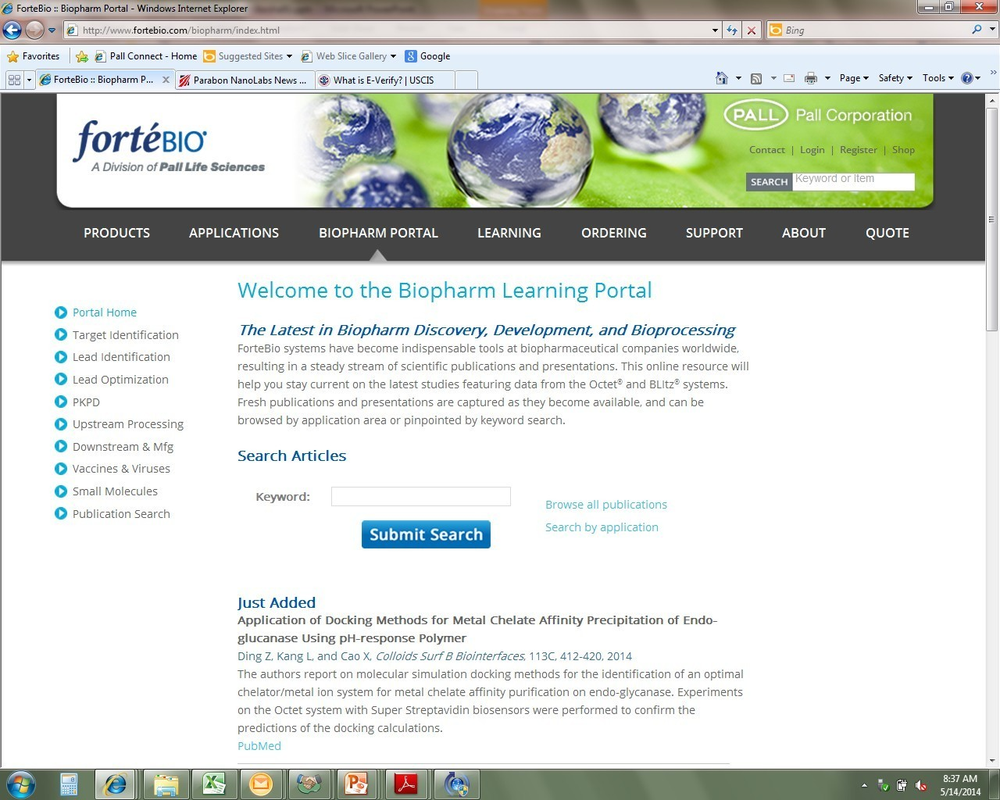 ForteBio :: Biopharm Portal - Windows Internet Explorer
http://www.fortebio.com/biopharm/index.html
Bing
Favorites
Pall Connect - Home
Suggested Sites
Web Slice Gallery
Google
ForteBio :: Biopharm P...
Parabon NanoLabs News ...
What is E-Verify? | USCIS
Page
Safety
Tools
fortéBIO
A Division of Pall Life Sciences
PALL Pall Corporation
Contact | Login | Register | Shop
SEARCH Keyword or Item
PRODUCTS APPLICATIONS BIOPHARM PORTAL LEARNING ORDERING SUPPORT ABOUT QUOTE
Portal Home
Target Identification
Lead Identification
Lead Optimization
PKPD
Upstream Processing
Downstream & Mfg
Vaccines & Viruses
Small Molecules
Publication Search
Welcome to the Biopharm Learning Portal
The Latest in Biopharm Discovery, Development, and Bioprocessing
ForteBio systems have become indispensable tools at biopharmaceutical companies worldwide,
resulting in a steady stream of scientific publications and presentations. This online resource will
help you stay current on the latest studies featuring data from the Octet® and BLItz® systems.
Fresh publications and presentations are captured as they become available, and can be
browsed by application area or pinpointed by keyword search.
Search Articles
Keyword:
Submit Search
Browse all publications
Search by application
Just Added
Application of Docking Methods for Metal Chelate Affinity Precipitation of Endo-
glucanase Using pH-response Polymer
Ding Z, Kang L, and Cao X, Colloids Surf B Biointerfaces, 113C, 412-420, 2014
The authors report on molecular simulation docking methods for the identification of an optimal
chelator/metal ion system for metal chelate affinity purification on endo-glycanase. Experiments
on the Octet system with Super Streptavidin biosensors were performed to confirm the
predictions of the docking calculations.
PubMed
8:37 AM
5/14/2014